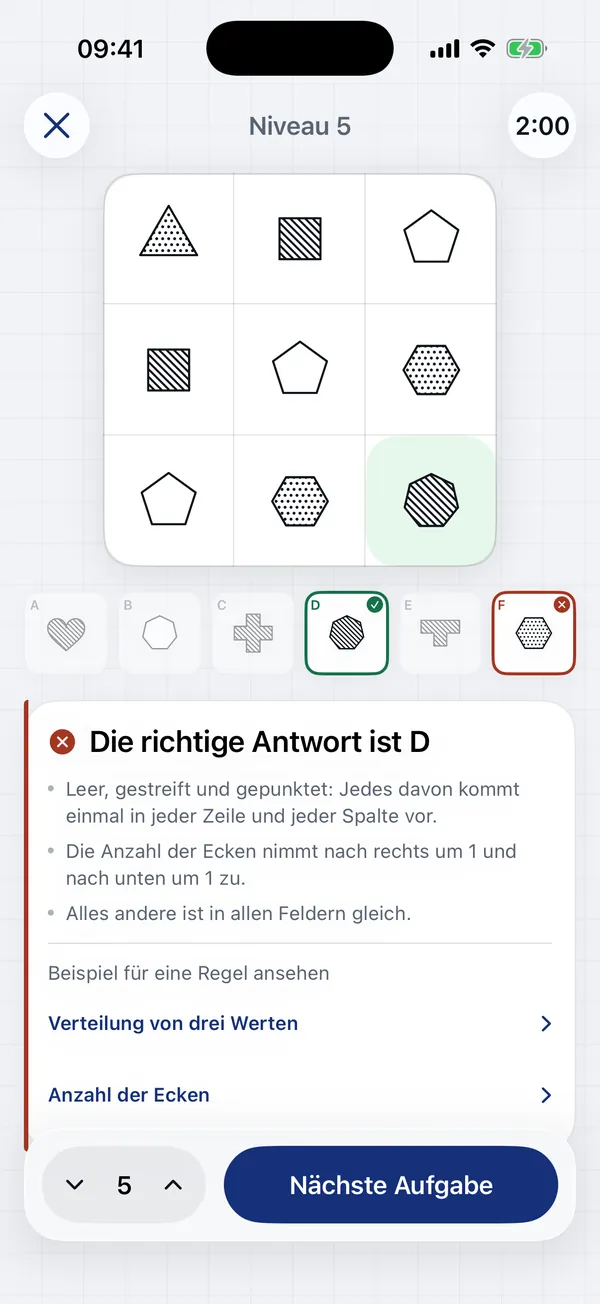 09:41
Niveau 5
2:00
A
B
C
D
E
F
Die richtige Antwort ist D
• Leer, gestreift und gepunktet: Jedes davon kommt
einmal in jeder Zeile und jeder Spalte vor.
• Die Anzahl der Ecken nimmt nach rechts um 1 und
nach unten um 1 zu.
• Alles andere ist in allen Feldern gleich.
Beispiel für eine Regel ansehen
Verteilung von drei Werten
Anzahl der Ecken
5
Nächste Aufgabe